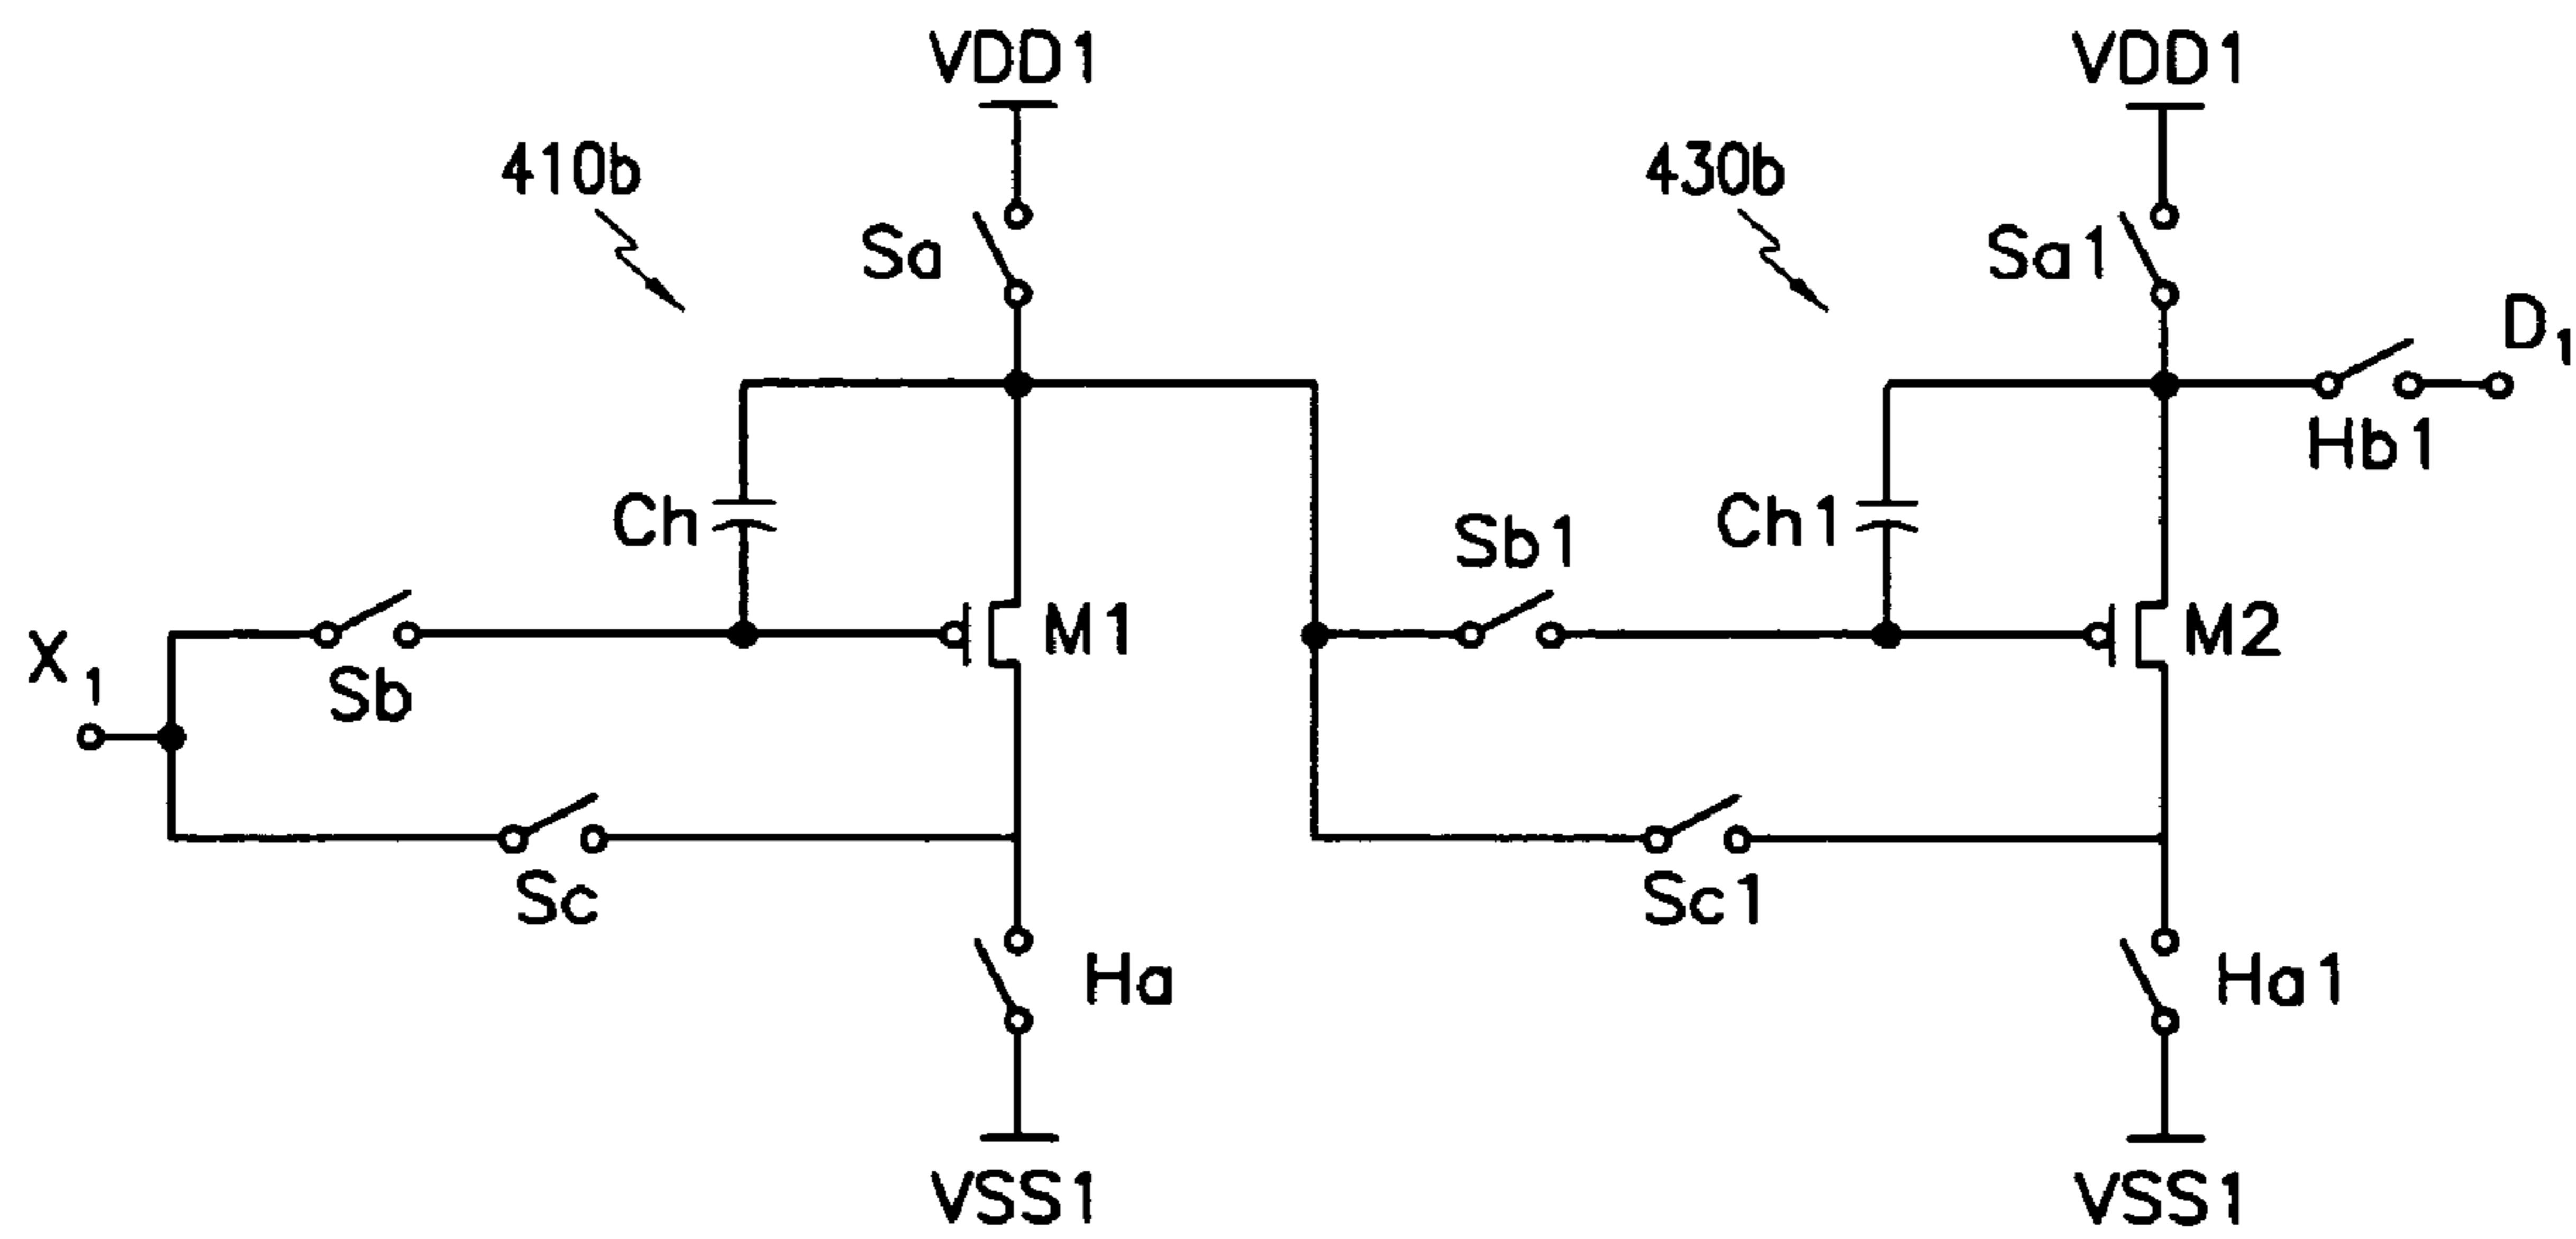 VDD1
VDD1
410b
430b
Sa
Sa1
D1
Hb1
Ch
Ch1
Sb1
M1
M2
X1
Sb
Sc
Sc1
Ha
Ha1
VSS1
VSS1